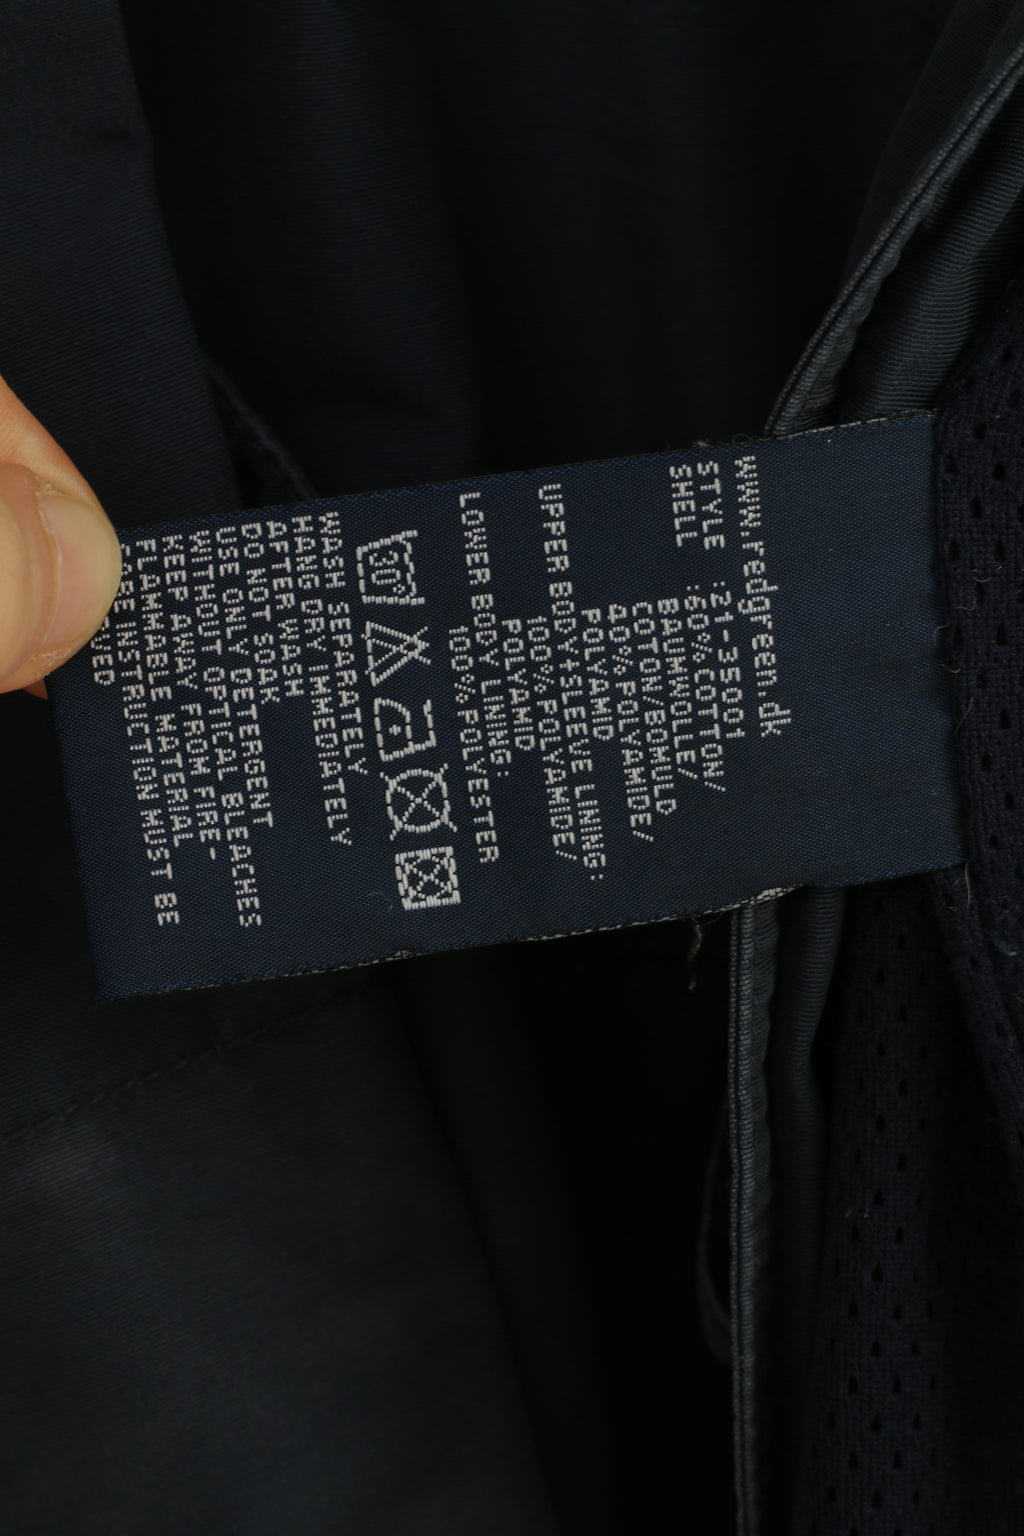 www.redgreen.dk
STYLE :21-35001
SHELL :60% COTTON/
BAUMWOLLE/
COTON/BOMULD
40% POLYAMIDE/
POLYAMID
UPPER BODY+SLEEVE LINING:
100% POLYAMIDE/
POLYAMID
LOWER BODY LINING:
100% POLYESTER
30°
WASH SEPARATELY
HANG DRY IMMEDIATELY
AFTER WASH
DO NOT SOAK
USE ONLY DETERGENT
WITHOUT OPTICAL BLEACHES
KEEP AWAY FROM FIRE-
FLAMMABLE MATERIAL
CARE INSTRUCTION MUST BE